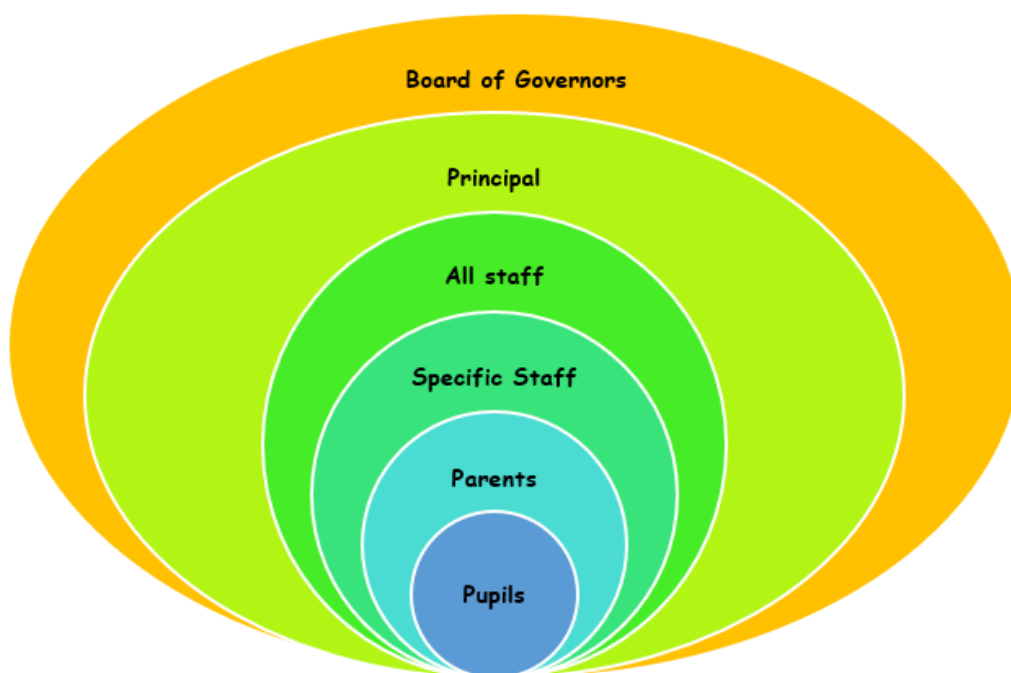 Board of Governors
Principal
All staff
Specific Staff
Parents
Pupils